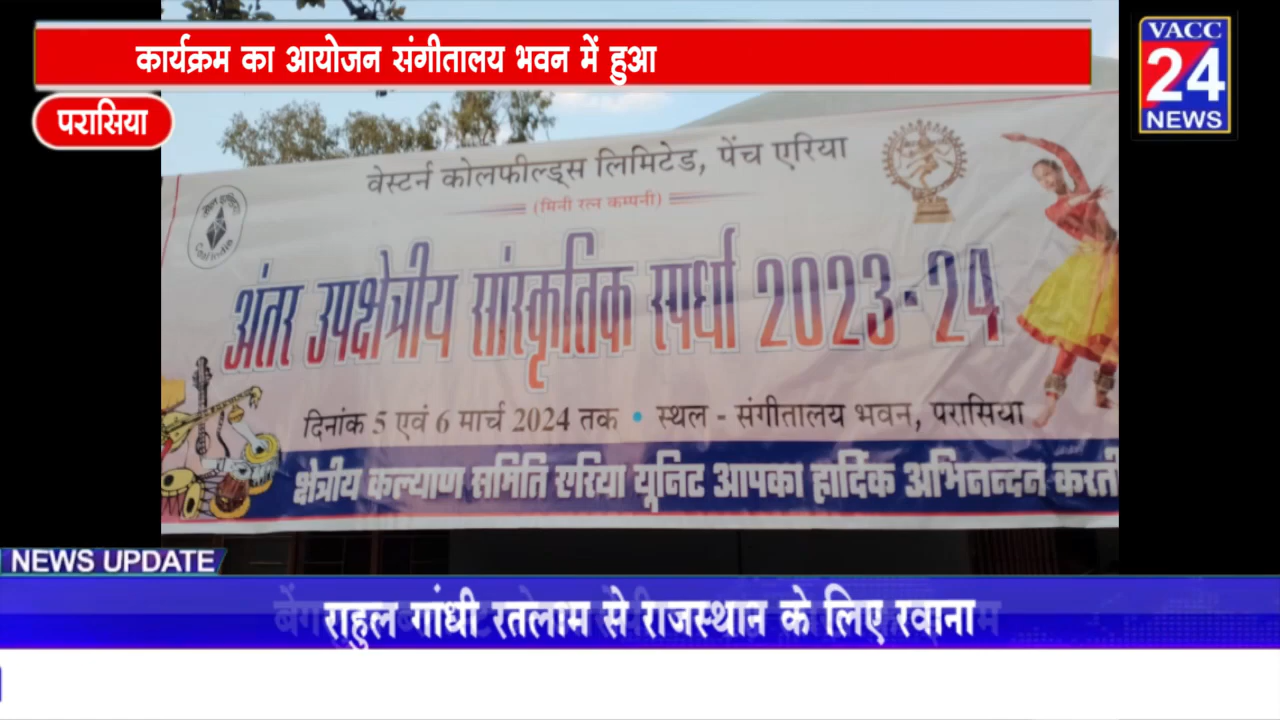 कार्यक्रम का आयोजन संगीतालय भवन में हुआ
VACC
24
NEWS
परासिया
वेस्टर्न कोलफील्ड्स लिमिटेड, पेंच एरिया
(मिनी रत्न कम्पनी)
Coal India
अंतर उपक्षेत्रीय सांस्कृतिक स्पर्धा 2023-24
दिनांक 5 एवं 6 मार्च 2024 तक • स्थल - संगीतालय भवन, परासिया
क्षेत्रीय कल्याण समिति एरिया यूनिट आपका हार्दिक अभिनन्दन करती
NEWS UPDATE
राहुल गांधी रतलाम से राजस्थान के लिए रवाना